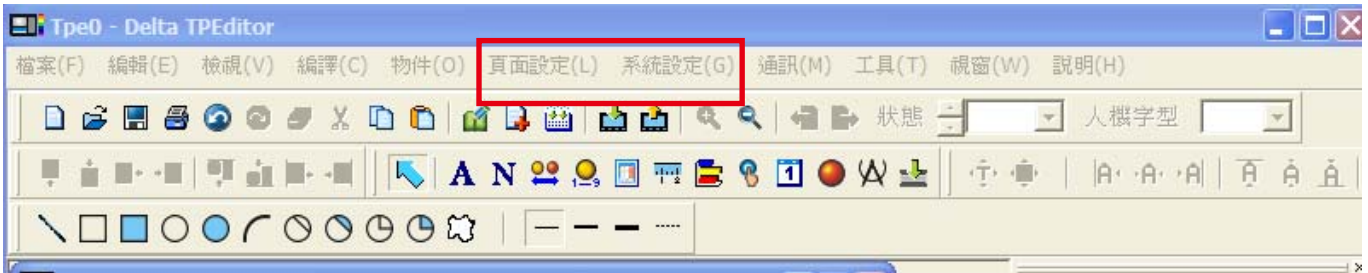 Tpe0 - Delta TPEditor
檔案(F) 編輯(E) 檢視(V) 編譯(C) 物件(O) 頁面設定(L) 系統設定(G) 通訊(M) 工具(T) 視窗(W) 說明(H)
狀態 人機字型
A N